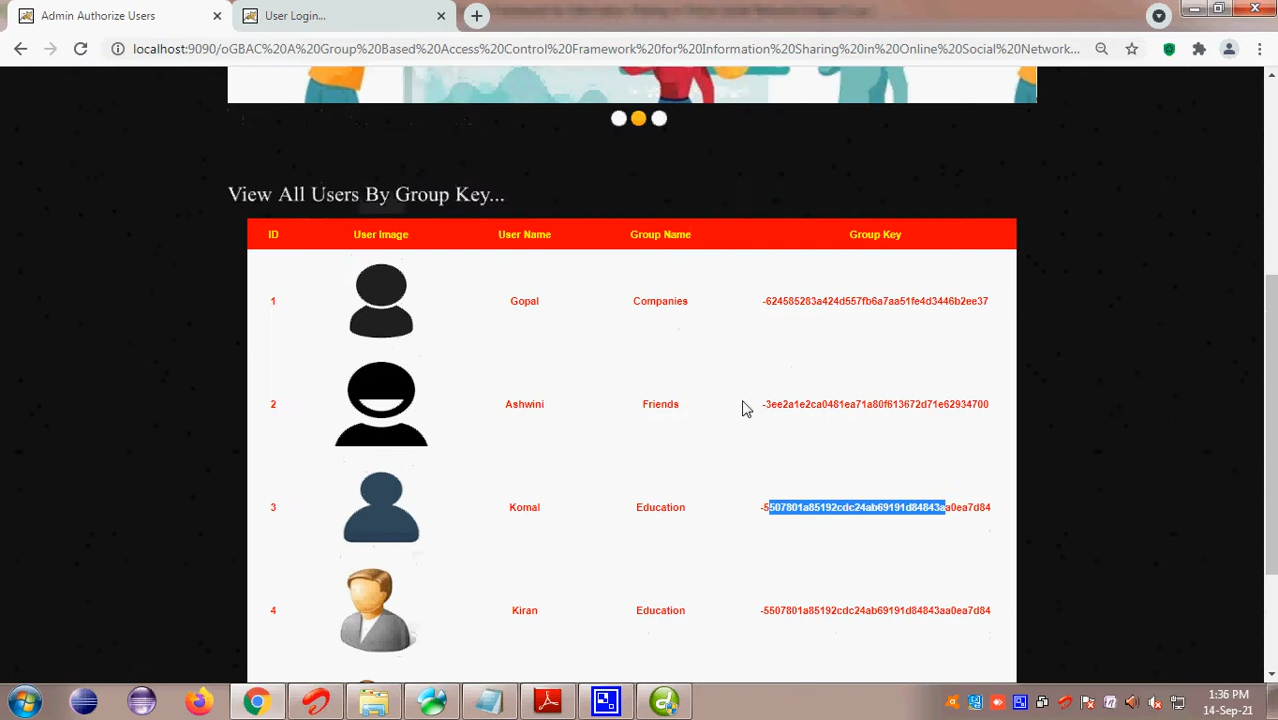 Admin Authorize Users
User Login...
localhost:9090/oGBAC%20A%20Group%20Based%20Access%20Control%20Framework%20for%20Information%20Sharing%20in%20Online%20Social%20Network...
View All Users By Group Key...
ID User Image User Name Group Name Group Key
1 Gopal Companies -624585283a424d557fb6a7aa51fe4d3446b2ee37
2 Ashwini Friends -3ee2a1e2ca0481ea71a80f613672d71e62934700
3 Komal Education -5507801a85192cdc24ab69191d84843aa0ea7d84
4 Kiran Education -5507801a85192cdc24ab69191d84843aa0ea7d84
1:36 PM
14-Sep-21